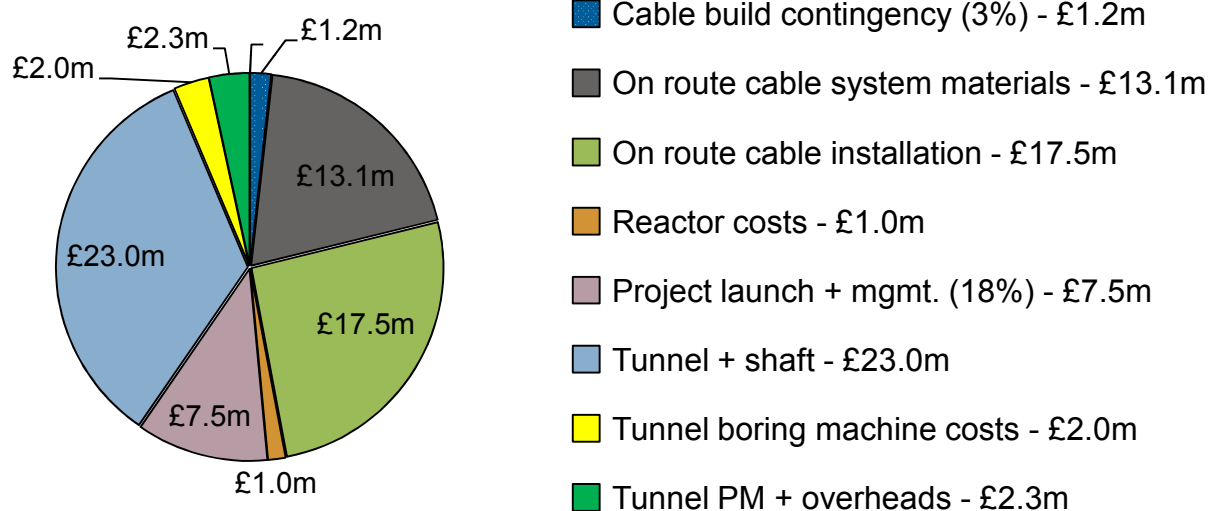 £2.3m
£1.2m
£2.0m
£13.1m
£23.0m
£17.5m
£7.5m
£1.0m
Cable build contingency (3%) - £1.2m
On route cable system materials - £13.1m
On route cable installation - £17.5m
Reactor costs - £1.0m
Project launch + mgmt. (18%) - £7.5m
Tunnel + shaft - £23.0m
Tunnel boring machine costs - £2.0m
Tunnel PM + overheads - £2.3m